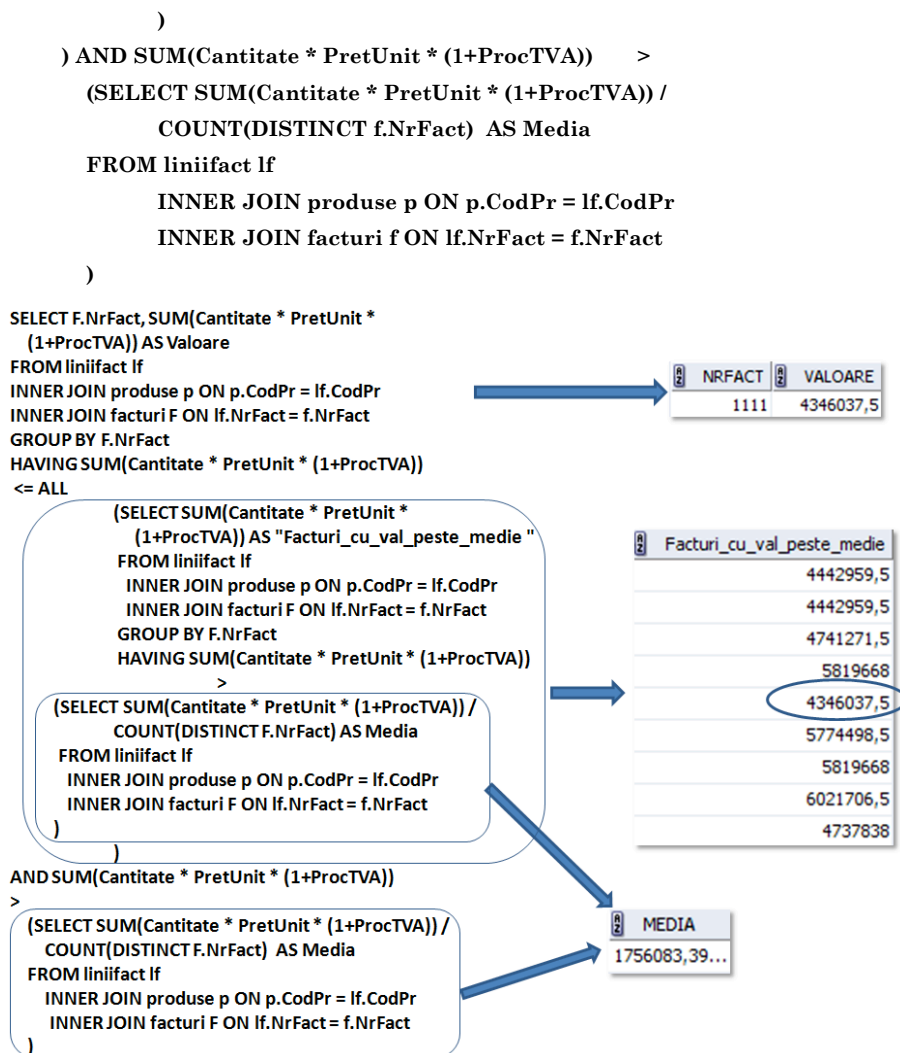 )
) AND SUM(Cantitate * PretUnit * (1+ProcTVA)) >
(SELECT SUM(Cantitate * PretUnit * (1+ProcTVA)) /
COUNT(DISTINCT f.NrFact) AS Media
FROM liniifact lf
INNER JOIN produse p ON p.CodPr = lf.CodPr
INNER JOIN facturi f ON lf.NrFact = f.NrFact
)
SELECT F.NrFact, SUM(Cantitate * PretUnit *
(1+ProcTVA)) AS Valoare
FROM liniifact lf
INNER JOIN produse p ON p.CodPr = lf.CodPr
INNER JOIN facturi F ON lf.NrFact = f.NrFact
GROUP BY F.NrFact
HAVING SUM(Cantitate * PretUnit * (1+ProcTVA))
<= ALL
(SELECT SUM(Cantitate * PretUnit *
(1+ProcTVA)) AS "Facturi_cu_val_peste_medie "
FROM liniifact lf
INNER JOIN produse p ON p.CodPr = lf.CodPr
INNER JOIN facturi F ON lf.NrFact = f.NrFact
GROUP BY F.NrFact
HAVING SUM(Cantitate * PretUnit * (1+ProcTVA))
>
(SELECT SUM(Cantitate * PretUnit * (1+ProcTVA)) /
COUNT(DISTINCT F.NrFact) AS Media
FROM liniifact lf
INNER JOIN produse p ON p.CodPr = lf.CodPr
INNER JOIN facturi F ON lf.NrFact = f.NrFact
)
)
AND SUM(Cantitate * PretUnit * (1+ProcTVA))
>
(SELECT SUM(Cantitate * PretUnit * (1+ProcTVA)) /
COUNT(DISTINCT F.NrFact) AS Media
FROM liniifact lf
INNER JOIN produse p ON p.CodPr = lf.CodPr
INNER JOIN facturi F ON lf.NrFact = f.NrFact
)
AZ NRFACT AZ VALOARE
1111 4346037,5
AZ Facturi_cu_val_peste_medie
4442959,5
4442959,5
4741271,5
5819668
4346037,5
5774498,5
5819668
6021706,5
4737838
AZ MEDIA
1756083,39...